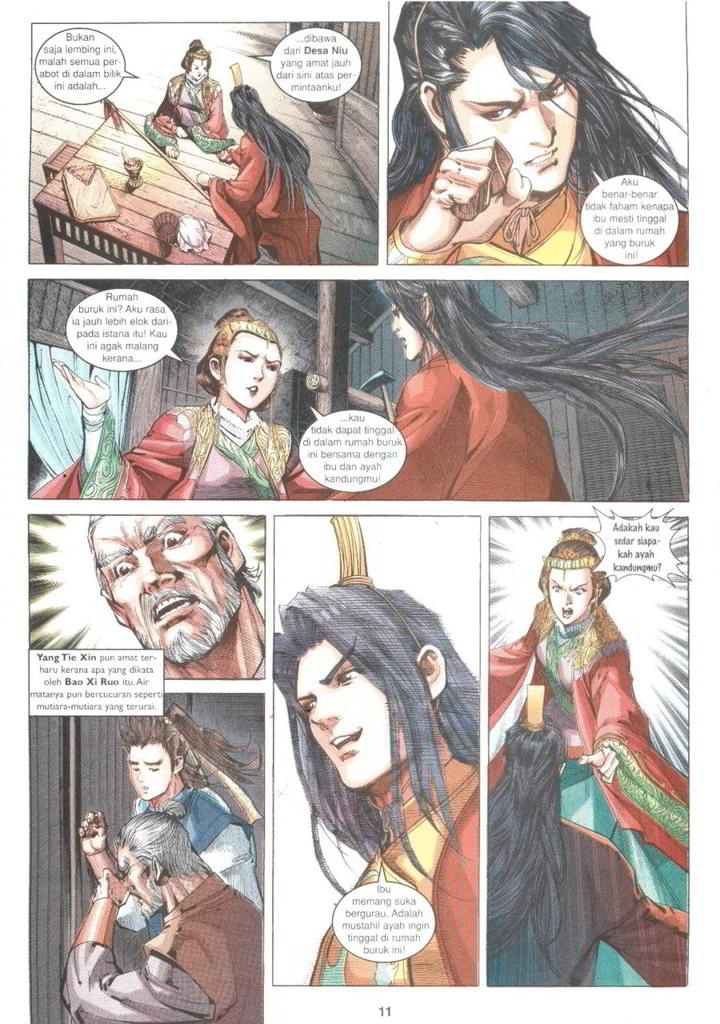 Bukan
saja lembing ini,
malah semua per-
abot di dalam bilik
ini adalah...
...dibawa
dari Desa Niu
yang amat jauh
dari sini atas per-
mintaanku!
Aku
benar-benar
tidak faham kenapa
ibu mesti tinggal
di dalam rumah
yang buruk
ini!
Rumah
buruk ini? Aku rasa
ia jauh lebih elok dari-
pada istana itu! Kau
ini agak malang
kerana...
...kau
tidak dapat tinggal
di dalam rumah buruk
ini bersama dengan
ibu dan ayah
kandungmu!
Yang Tie Xin pun amat ter-
haru kerana apa yang dikata
oleh Bao Xi Ruo itu. Air
matanya pun bercucuran seperti
mutiara-mutiara yang terurai.
Ibu
memang suka
bergurau. Adalah
mustahil ayah ingin
tinggal di rumah
buruk ini!
Adakah kau
sedar siapa-
kah ayah
kandungmu?
11